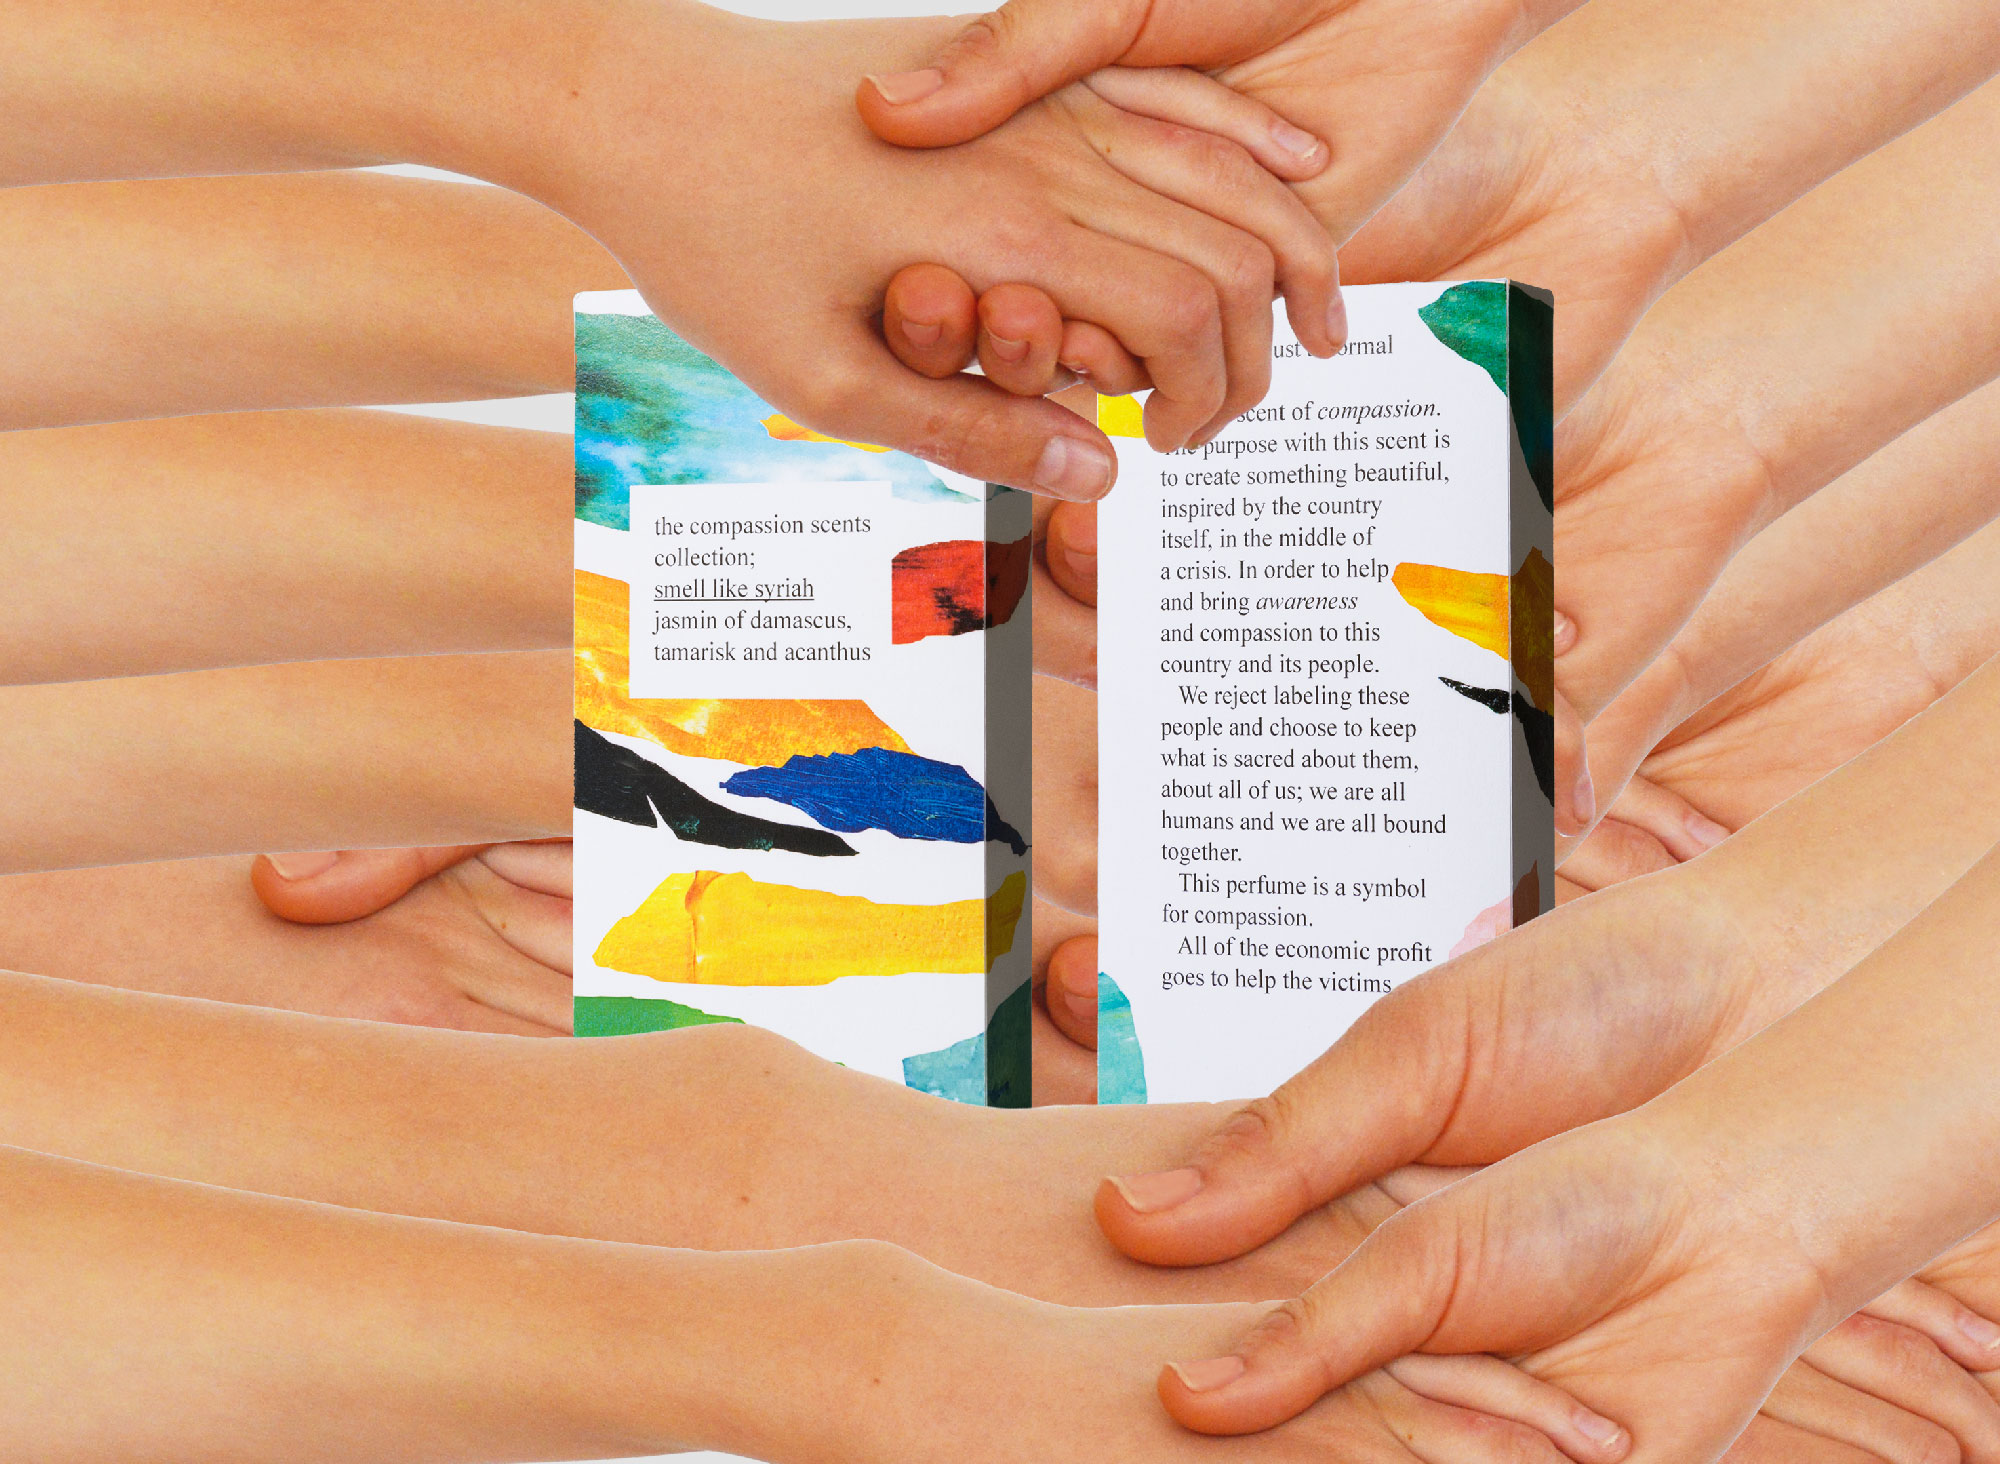 the compassion scents
collection;
smell like syriah
jasmin of damascus,
tamarisk and acanthus
scent of compassion.
purpose with this scent is
to create something beautiful,
inspired by the country
itself, in the middle of
a crisis. In order to help
and bring awareness
and compassion to this
country and its people.
We reject labeling these
people and choose to keep
what is sacred about them,
about all of us; we are all
humans and we are all bound
together.
This perfume is a symbol
for compassion.
All of the economic profit
goes to help the victims